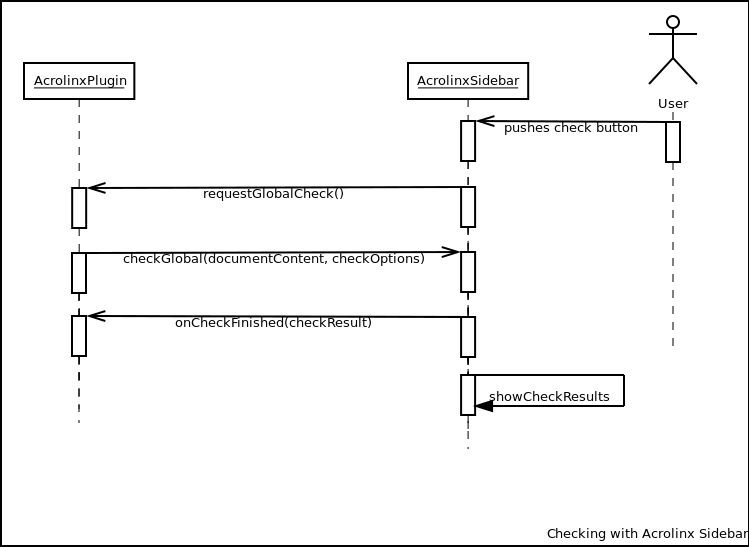 AcrolinxPlugin
AcrolinxSidebar
User
pushes check button
requestGlobalCheck()
checkGlobal(documentContent, checkOptions)
onCheckFinished(checkResult)
showCheckResults
Checking with Acrolinx Sidebar